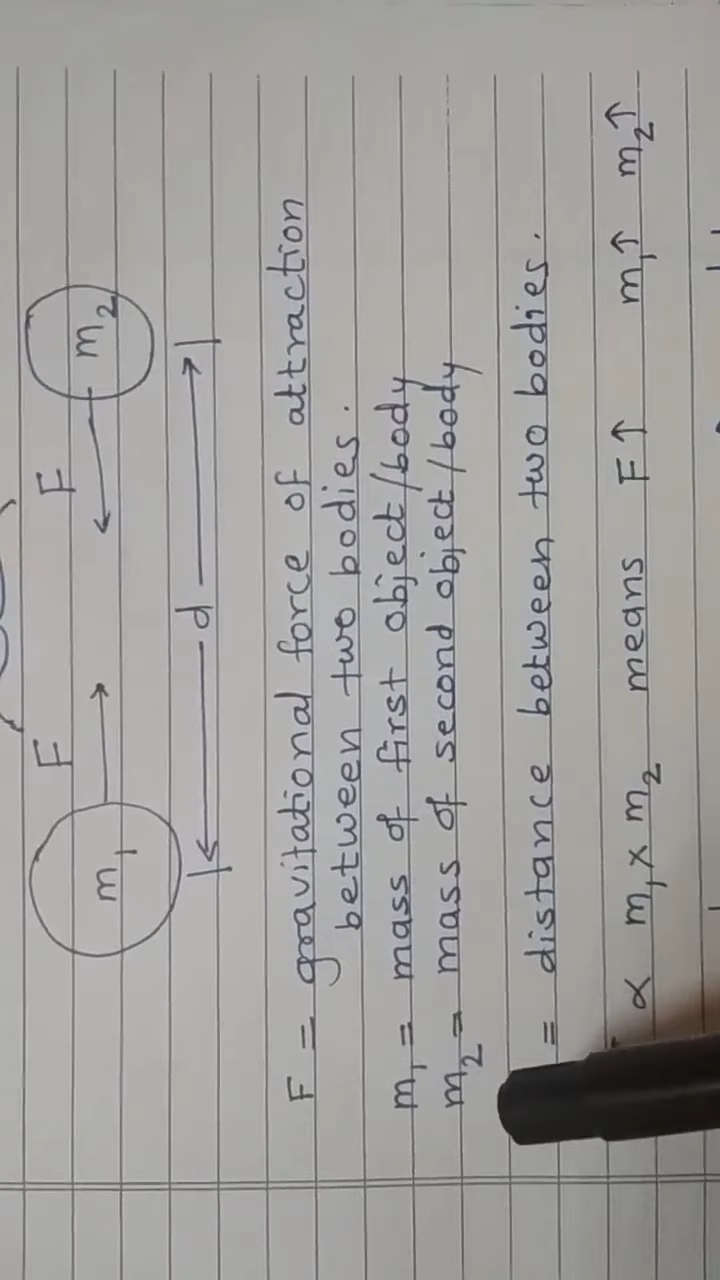 F F
m1 m2
d
F = gravitational force of attraction
between two bodies.
m1 = mass of first object/body
m2 = mass of second object/body
= distance between two bodies.
∝ m1 × m2 means F↑ m1↑ m2↑